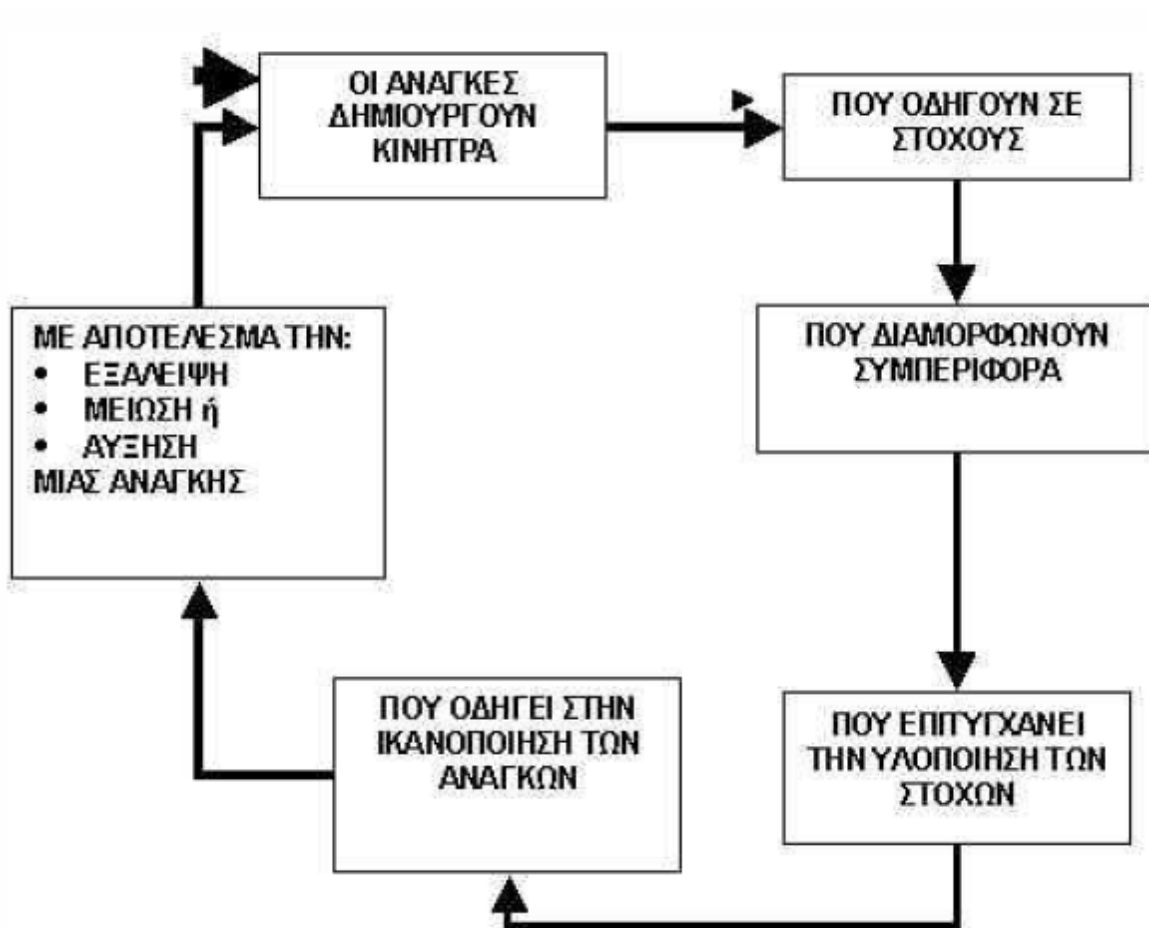 ΟΙ ΑΝΑΓΚΕΣ
ΔΗΜΙΟΥΡΓΟΥΝ
ΚΙΝΗΤΡΑ
ΠΟΥ ΟΔΗΓΟΥΝ ΣΕ
ΣΤΟΧΟΥΣ
ΠΟΥ ΔΙΑΜΟΡΦΩΝΟΥΝ
ΣΥΜΠΕΡΙΦΟΡΑ
ΠΟΥ ΕΠΙΤΥΓΧΑΝΕΙ
ΤΗΝ ΥΛΟΠΟΙΗΣΗ ΤΩΝ
ΣΤΟΧΩΝ
ΠΟΥ ΟΔΗΓΕΙ ΣΤΗΝ
ΙΚΑΝΟΠΟΙΗΣΗ ΤΩΝ
ΑΝΑΓΚΩΝ
ΜΕ ΑΠΟΤΕΛΕΣΜΑ ΤΗΝ:
• ΕΞΑΛΕΙΨΗ
• ΜΕΙΩΣΗ ή
• ΑΥΞΗΣΗ
ΜΙΑΣ ΑΝΑΓΚΗΣ